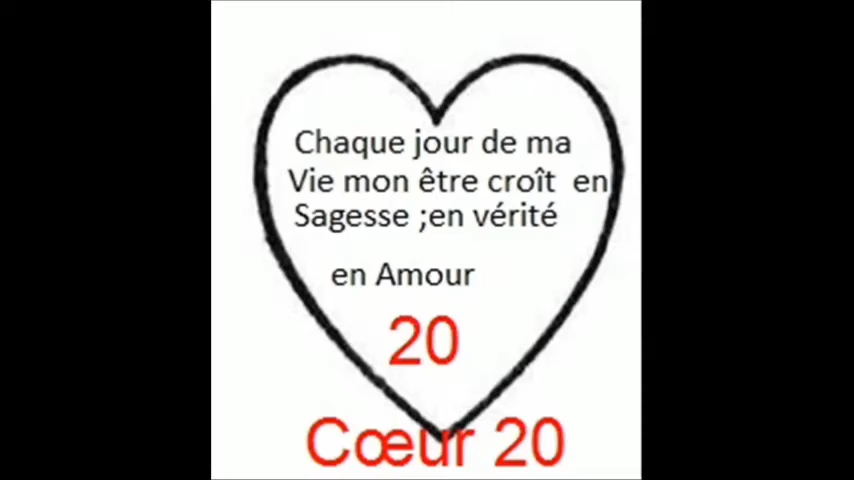 Chaque jour de ma
Vie mon être croît en
Sagesse ;en vérité
en Amour
20
Cœur 20